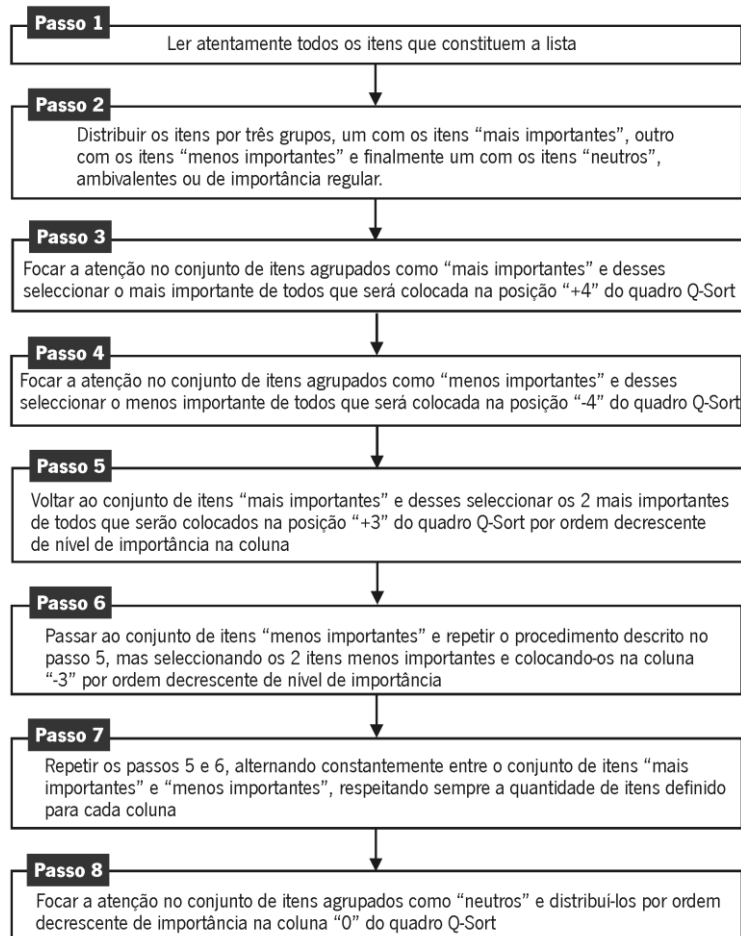 Passo 1
Ler atentamente todos os itens que constituem a lista
Passo 2
Distribuir os itens por três grupos, um com os itens “mais importantes”, outro
com os itens “menos importantes” e finalmente um com os itens “neutros”,
ambivalentes ou de importância regular.
Passo 3
Focar a atenção no conjunto de itens agrupados como “mais importantes” e desses
seleccionar o mais importante de todos que será colocada na posição “+4” do quadro Q-Sort
Passo 4
Focar a atenção no conjunto de itens agrupados como “menos importantes” e desses
seleccionar o menos importante de todos que será colocada na posição “-4” do quadro Q-Sort
Passo 5
Voltar ao conjunto de itens “mais importantes” e desses seleccionar os 2 mais importantes
de todos que serão colocados na posição “+3” do quadro Q-Sort por ordem decrescente
de nível de importância na coluna
Passo 6
Passar ao conjunto de itens “menos importantes” e repetir o procedimento descrito no
passo 5, mas seleccionando os 2 itens menos importantes e colocando-os na coluna
“-3” por ordem decrescente de nível de importância
Passo 7
Repetir os passos 5 e 6, alternando constantemente entre o conjunto de itens “mais
importantes” e “menos importantes”, respeitando sempre a quantidade de itens definido
para cada coluna
Passo 8
Focar a atenção no conjunto de itens agrupados como “neutros” e distribuí-los por ordem
decrescente de importância na coluna “0” do quadro Q-Sort